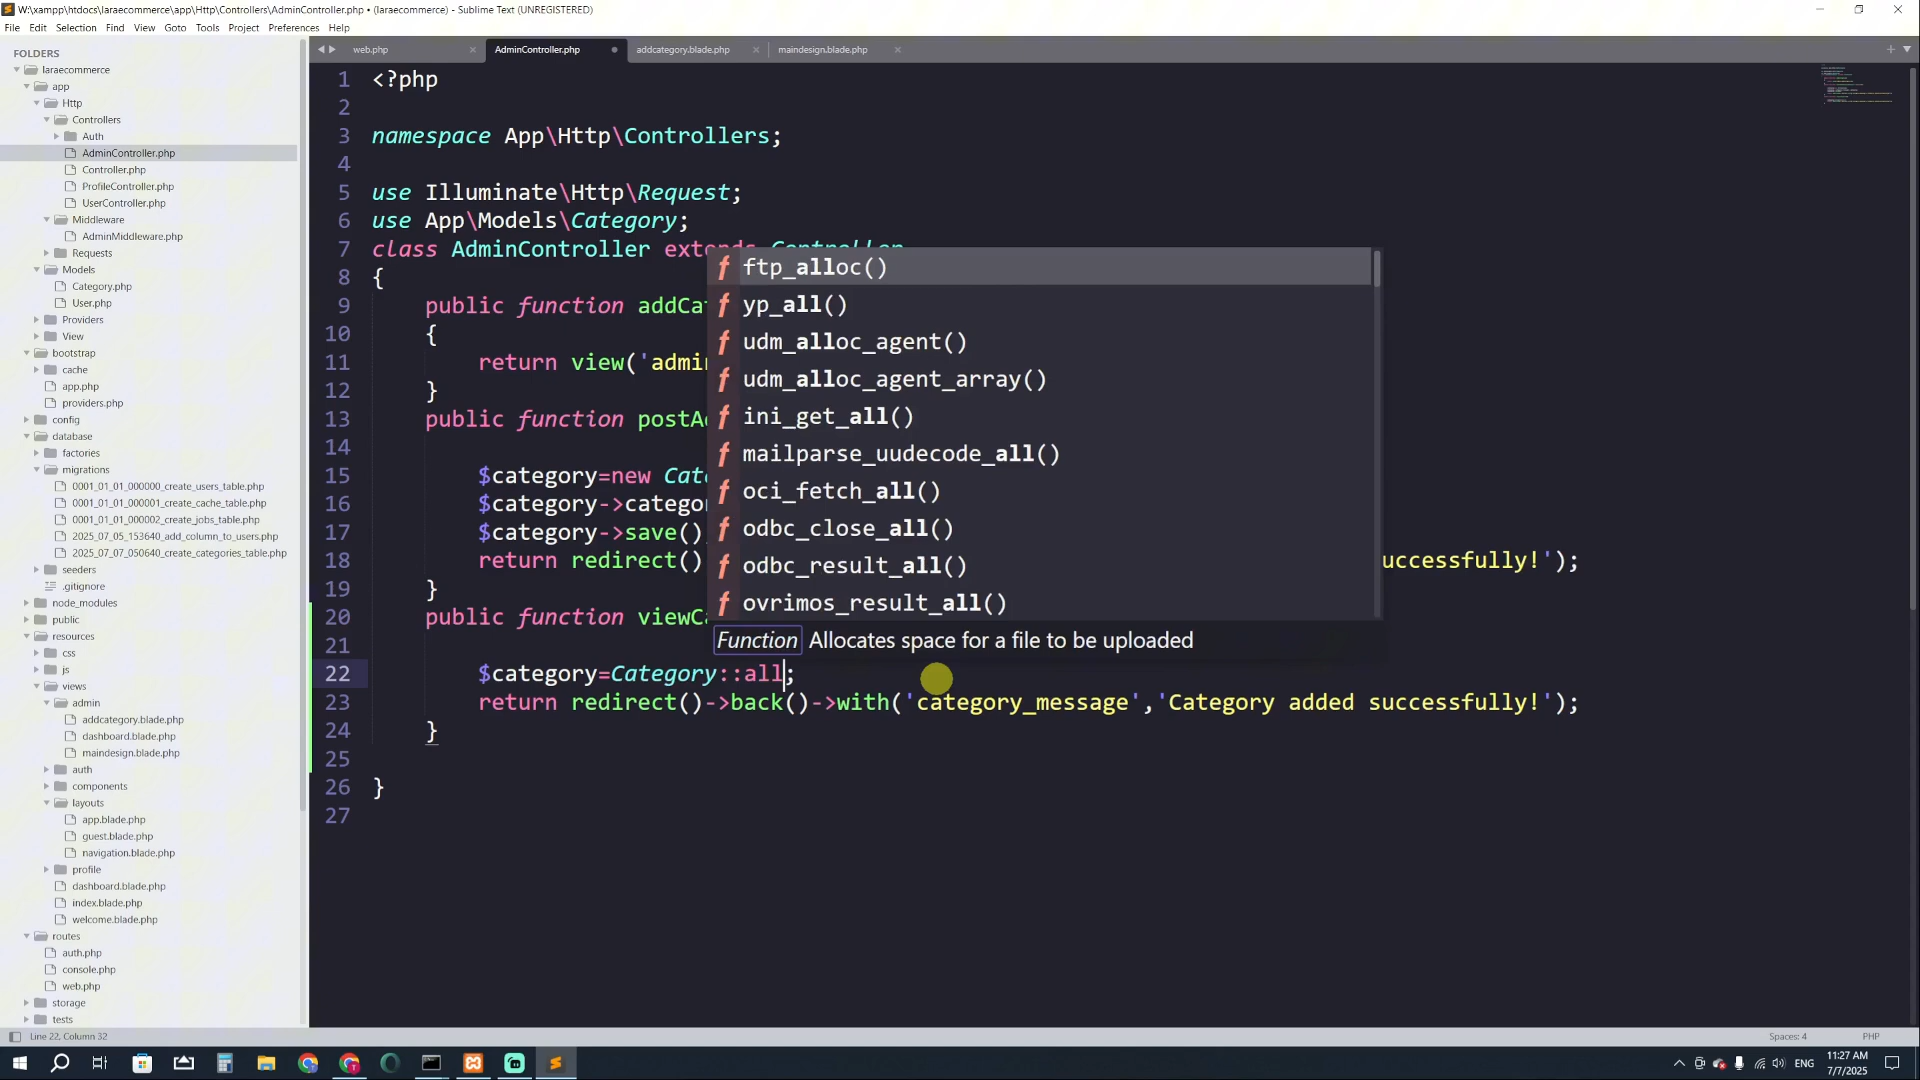 W:\xampp\htdocs\laraecommerce\app\Http\Controllers\AdminController.php • (laraecommerce) - Sublime Text (UNREGISTERED)
File Edit Selection Find View Goto Tools Project Preferences Help
FOLDERS
laraecommerce
app
Http
Controllers
Auth
AdminController.php
Controller.php
ProfileController.php
UserController.php
Middleware
AdminMiddleware.php
Requests
Models
Category.php
User.php
Providers
View
bootstrap
cache
app.php
providers.php
config
database
factories
migrations
0001_01_01_000000_create_users_table.php
0001_01_01_000001_create_cache_table.php
0001_01_01_000002_create_jobs_table.php
2025_07_05_153640_add_column_to_users.php
2025_07_07_050640_create_categories_table.php
seeders
.gitignore
node_modules
public
resources
css
js
views
admin
addcategory.blade.php
dashboard.blade.php
maindesign.blade.php
auth
components
layouts
app.blade.php
guest.blade.php
navigation.blade.php
profile
dashboard.blade.php
index.blade.php
welcome.blade.php
routes
auth.php
console.php
web.php
storage
tests
web.php AdminController.php addcategory.blade.php maindesign.blade.php
1 <?php
2
3 namespace App\Http\Controllers;
4
5 use Illuminate\Http\Request;
6 use App\Models\Category;
7 class AdminController extends Controller
8 {
9 public function addCat
10 {
11 return view('admin
12 }
13 public function postAd
14
15 $category=new Cate
16 $category->categor
17 $category->save()
18 return redirect() uccessfully!');
19 }
20 public function viewCa
21
22 $category=Category::all;
23 return redirect()->back()->with('category_message','Category added successfully!');
24 }
25
26 }
27
f ftp_alloc()
f yp_all()
f udm_alloc_agent()
f udm_alloc_agent_array()
f ini_get_all()
f mailparse_uudecode_all()
f oci_fetch_all()
f odbc_close_all()
f odbc_result_all()
f ovrimos_result_all()
Function Allocates space for a file to be uploaded
Line 22, Column 32
Spaces: 4 PHP
ENG
11:27 AM
7/7/2025